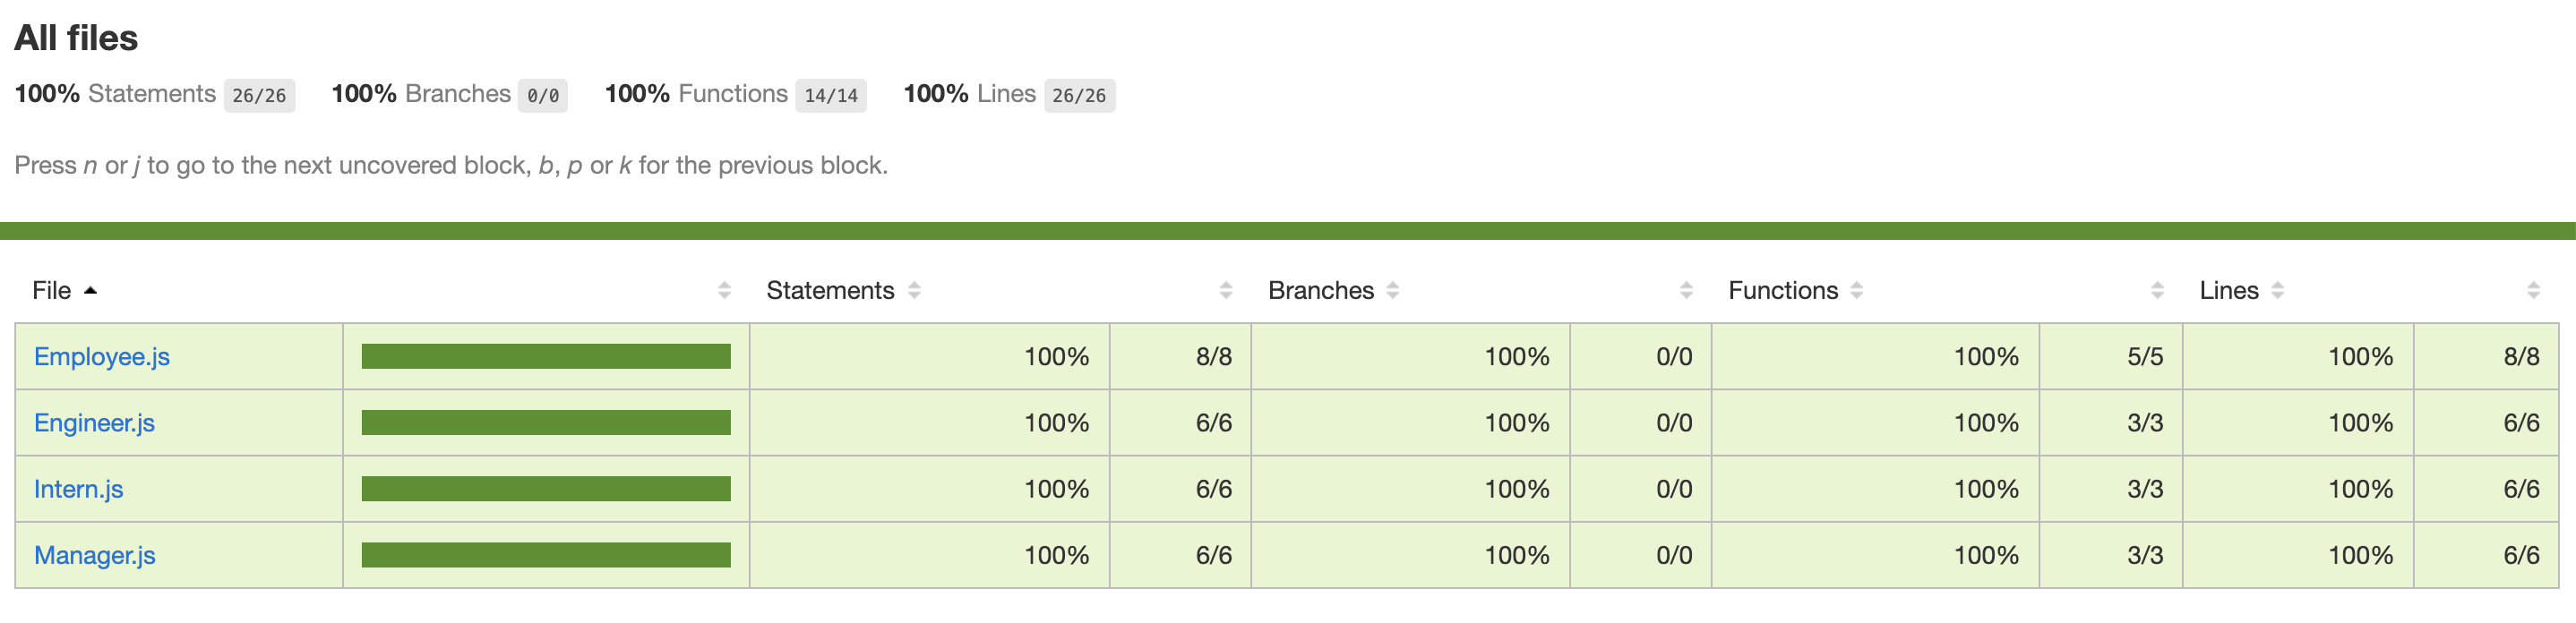 All files
100% Statements 26/26 100% Branches 0/0 100% Functions 14/14 100% Lines 26/26
Press n or j to go to the next uncovered block, b, p or k for the previous block.
File Statements Branches Functions Lines
Employee.js 100% 8/8 100% 0/0 100% 5/5 100% 8/8
Engineer.js 100% 6/6 100% 0/0 100% 3/3 100% 6/6
Intern.js 100% 6/6 100% 0/0 100% 3/3 100% 6/6
Manager.js 100% 6/6 100% 0/0 100% 3/3 100% 6/6